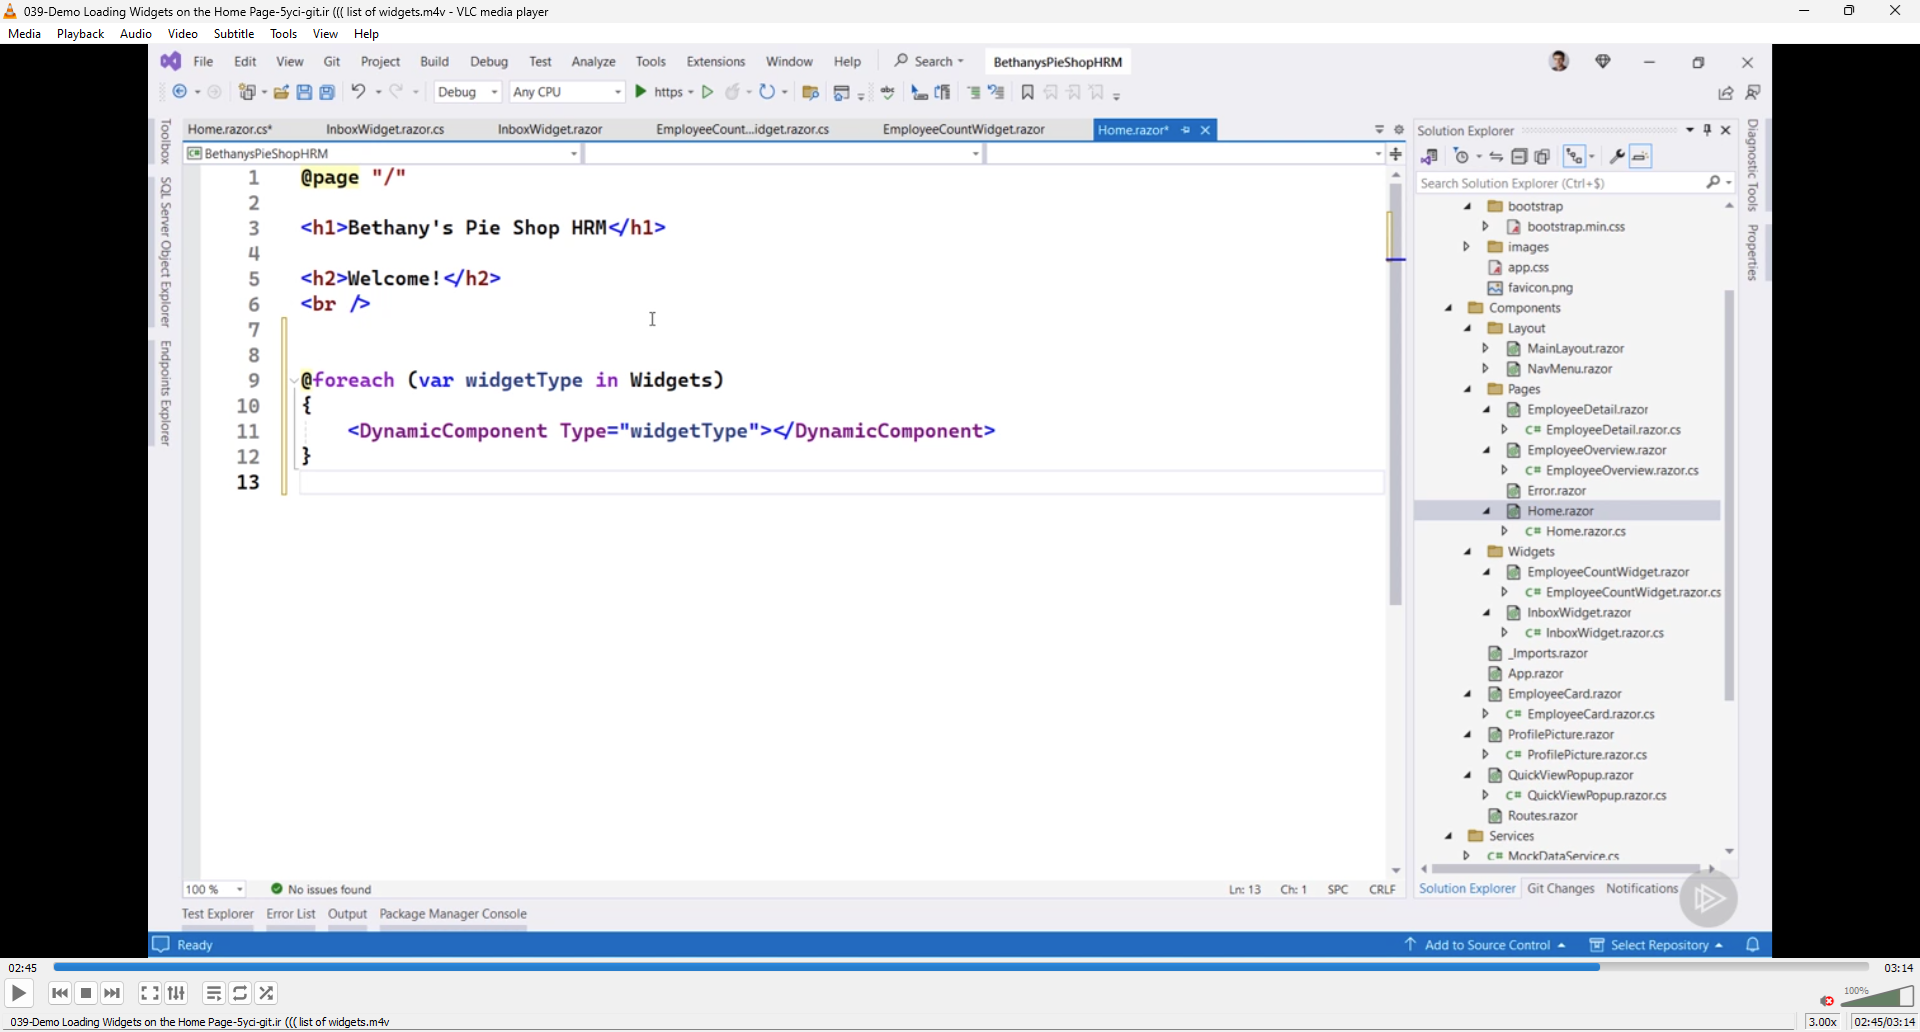 039-Demo Loading Widgets on the Home Page-5yci-git.ir ((( list of widgets.m4v - VLC media player
Media Playback Audio Video Subtitle Tools View Help
File Edit View Git Project Build Debug Test Analyze Tools Extensions Window Help Search BethanysPieShopHRM
Debug Any CPU https
Home.razor.cs* InboxWidget.razor.cs InboxWidget.razor EmployeeCount...idget.razor.cs EmployeeCountWidget.razor Home.razor*
C# BethanysPieShopHRM
1 @page "/"
2
3 <h1>Bethany's Pie Shop HRM</h1>
4
5 <h2>Welcome!</h2>
6 <br />
7
8
9 @foreach (var widgetType in Widgets)
10 {
11 <DynamicComponent Type="widgetType"></DynamicComponent>
12 }
13
100 % No issues found Ln: 13 Ch: 1 SPC CRLF
Toolbox
SQL Server Object Explorer
Endpoints Explorer
Solution Explorer
Search Solution Explorer (Ctrl+$)
bootstrap
bootstrap.min.css
images
app.css
favicon.png
Components
Layout
MainLayout.razor
NavMenu.razor
Pages
EmployeeDetail.razor
C# EmployeeDetail.razor.cs
EmployeeOverview.razor
C# EmployeeOverview.razor.cs
Error.razor
Home.razor
C# Home.razor.cs
Widgets
EmployeeCountWidget.razor
C# EmployeeCountWidget.razor.cs
InboxWidget.razor
C# InboxWidget.razor.cs
_Imports.razor
App.razor
EmployeeCard.razor
C# EmployeeCard.razor.cs
ProfilePicture.razor
C# ProfilePicture.razor.cs
QuickViewPopup.razor
C# QuickViewPopup.razor.cs
Routes.razor
Services
C# MockDataService.cs
Solution Explorer Git Changes Notifications
Diagnostic Tools
Properties
Test Explorer Error List Output Package Manager Console
Ready Add to Source Control Select Repository
02:45 03:14
100%
039-Demo Loading Widgets on the Home Page-5yci-git.ir ((( list of widgets.m4v 3.00x 02:45/03:14